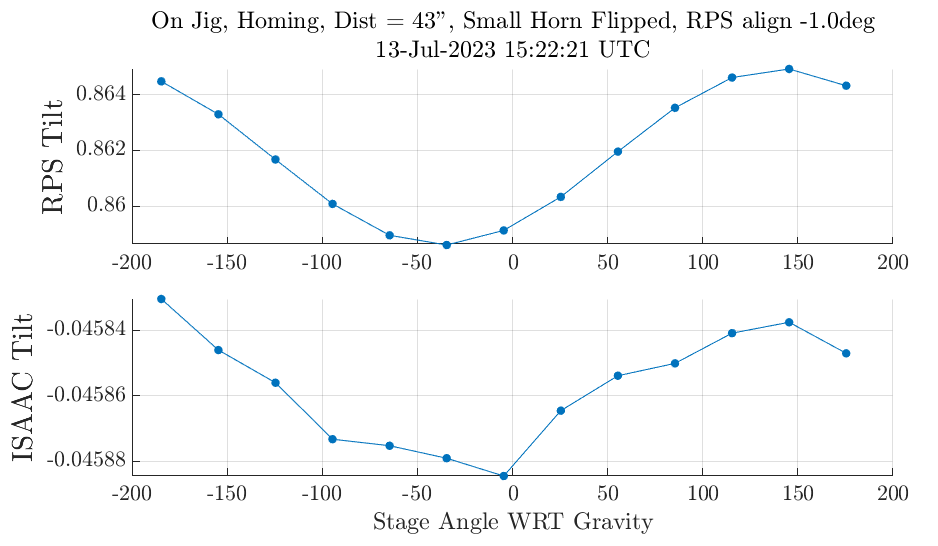 On Jig, Homing, Dist = 43”, Small Horn Flipped, RPS align -1.0deg
13-Jul-2023 15:22:21 UTC
RPS Tilt
0.864
0.862
0.86
-200 -150 -100 -50 0 50 100 150 200
ISAAC Tilt
-0.04584
-0.04586
-0.04588
-200 -150 -100 -50 0 50 100 150 200
Stage Angle WRT Gravity